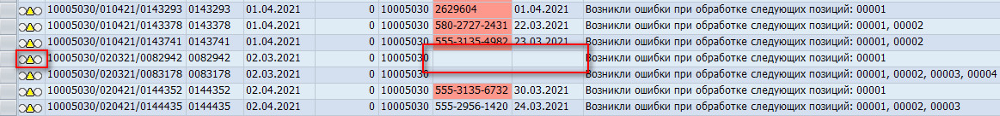 10005030/010421/0143293 0143293 01.04.2021 0 10005030 2629604 01.04.2021 Возникли ошибки при обработке следующих позиций: 00001
10005030/010421/0143378 0143378 01.04.2021 0 10005030 580-2727-2431 22.03.2021 Возникли ошибки при обработке следующих позиций: 00001, 00002
10005030/010421/0143741 0143741 01.04.2021 0 10005030 555-3135-4982 23.03.2021 Возникли ошибки при обработке следующих позиций: 00001, 00002
10005030/020321/0082942 0082942 02.03.2021 0 10005030 Возникли ошибки при обработке следующих позиций: 00001
10005030/020321/0083178 0083178 02.03.2021 0 10005030 Возникли ошибки при обработке следующих позиций: 00001, 00002, 00003, 00004
10005030/020421/0144352 0144352 02.04.2021 0 10005030 555-3135-6732 30.03.2021 Возникли ошибки при обработке следующих позиций: 00001
10005030/020421/0144435 0144435 02.04.2021 0 10005030 555-2956-1420 24.03.2021 Возникли ошибки при обработке следующих позиций: 00001, 00002, 00003